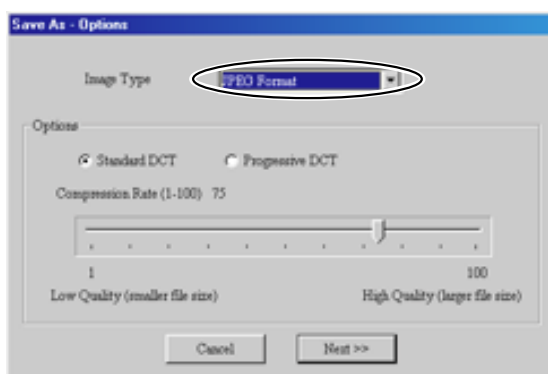 Save As - Options
Image Type JPEG Format
Options
Standard DCT Progressive DCT
Compression Rate (1-100) 75
1 100
Low Quality (smaller file size) High Quality (larger file size)
Cancel Next >>